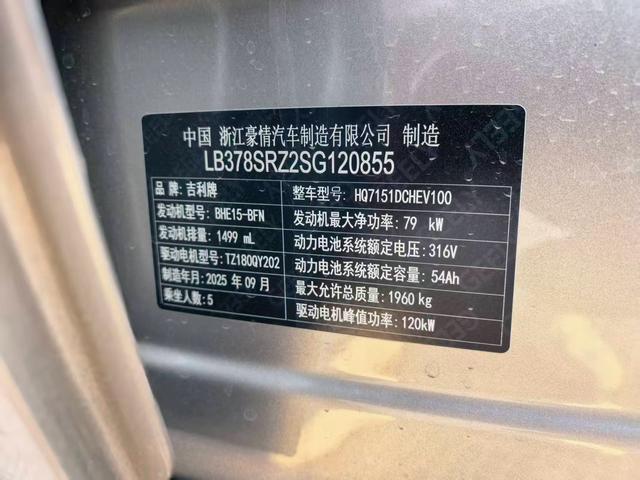 中国 浙江豪情汽车制造有限公司 制造
LB378SRZ2SG120855
品牌:吉利牌
整车型号:HQ7151DCHEV100
发动机型号:BHE15-BFN
发动机最大净功率:79 kW
发动机排量:1499 mL
动力电池系统额定电压:316V
驱动电机型号:TZ180QY202
动力电池系统额定容量:54Ah
制造年月:2025 年 09 月
最大允许总质量:1960 kg
乘坐人数:5
驱动电机峰值功率:120kW